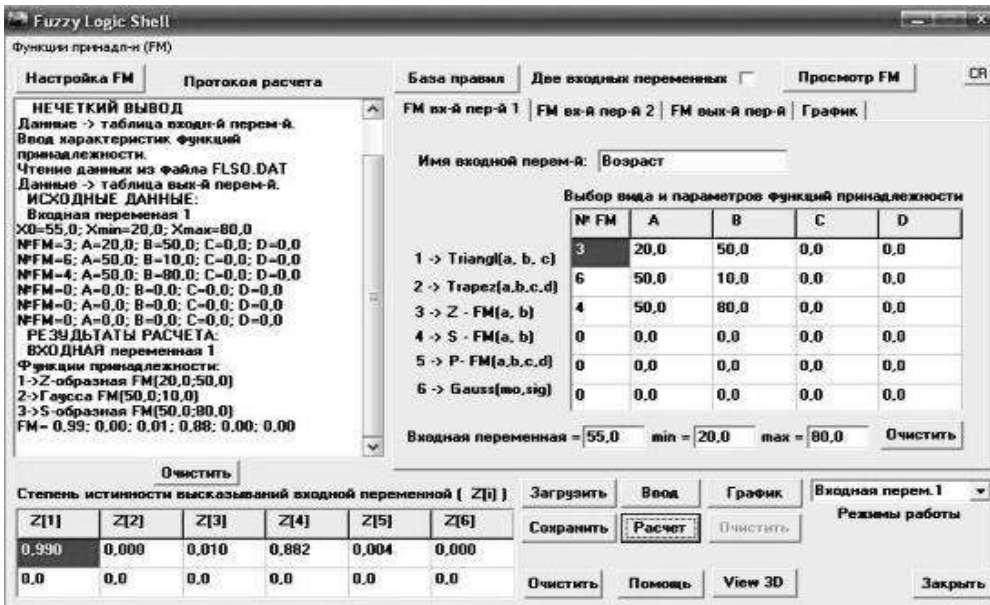 Fuzzy Logic Shell
Функции принадл-и (FM)
Настройка FM
Протокол расчета
База правил
Две входных переменных
Просмотр FM
CR
НЕЧЕТКИЙ ВЫВОД
Данные -> таблица входн-й перем-й.
Ввод характеристик функций
принадлежности.
Чтение данных из файла FLSO.DAT
Данные -> таблица вых-й перем-й.
ИСХОДНЫЕ ДАННЫЕ:
Входная переменая 1
X0=55,0; Xmin=20,0; Xmax=80,0
№FM=3; A=20,0; B=50,0; C=0,0; D=0,0
№FM=6; A=50,0; B=10,0; C=0,0; D=0,0
№FM=4; A=50,0; B=80,0; C=0,0; D=0,0
№FM=0; A=0,0; B=0,0; C=0,0; D=0,0
№FM=0; A=0,0; B=0,0; C=0,0; D=0,0
№FM=0; A=0,0; B=0,0; C=0,0; D=0,0
РЕЗУЛЬТАТЫ РАСЧЕТА:
ВХОДНАЯ переменная 1
Функции принадлежности:
1->Z-образная FM(20,0;50,0)
2->Гаусса FM(50,0;10,0)
3->S-образная FM(50,0;80,0)
FM= 0,99; 0,00; 0,01; 0,88; 0,00; 0,00
Очистить
FM вх-й пер-й 1
FM вх-й пер-й 2
FM вых-й пер-й
График
Имя входной перем-й: Возраст
Выбор вида и параметров функций принадлежности
№ FM A B C D
3 20,0 50,0 0,0 0,0
6 50,0 10,0 0,0 0,0
4 50,0 80,0 0,0 0,0
0 0,0 0,0 0,0 0,0
0 0,0 0,0 0,0 0,0
0 0,0 0,0 0,0 0,0
1 -> Triangl(a, b, c)
2 -> Trapez(a,b,c,d)
3 -> Z - FM(a, b)
4 -> S - FM(a, b)
5 -> P- FM(a,b,c,d)
6 -> Gauss(mo,sig)
Входная переменная = 55,0 min = 20,0 max = 80,0 Очистить
Степень истинности высказываний входной переменной ( Z[i] )
Z[1] Z[2] Z[3] Z[4] Z[5] Z[6]
0,990 0,000 0,010 0,882 0,004 0,000
0,0 0,0 0,0 0,0 0,0 0,0
Загрузить Ввод График Входная перем.1
Режимы работы
Сохранить Расчет Очистить
Очистить Помощь View 3D Закрыть